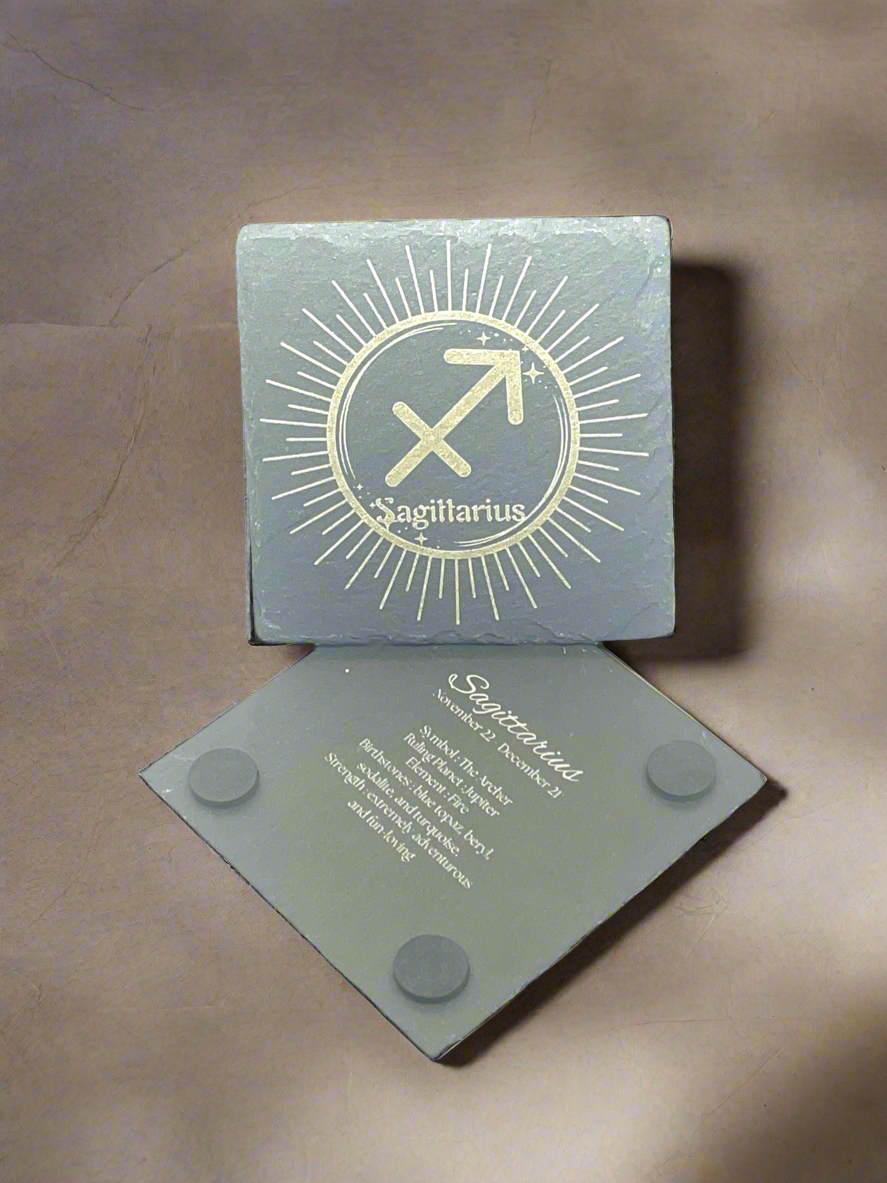 Sagittarius
Sagittarius
November 22 - December 21
Symbol : The Archer
Ruling Planet : Jupiter
Element : Fire
Birthstones : blue topaz, beryl,
sodalite, and turquoise.
Strength : extremely adventurous
and fun-loving